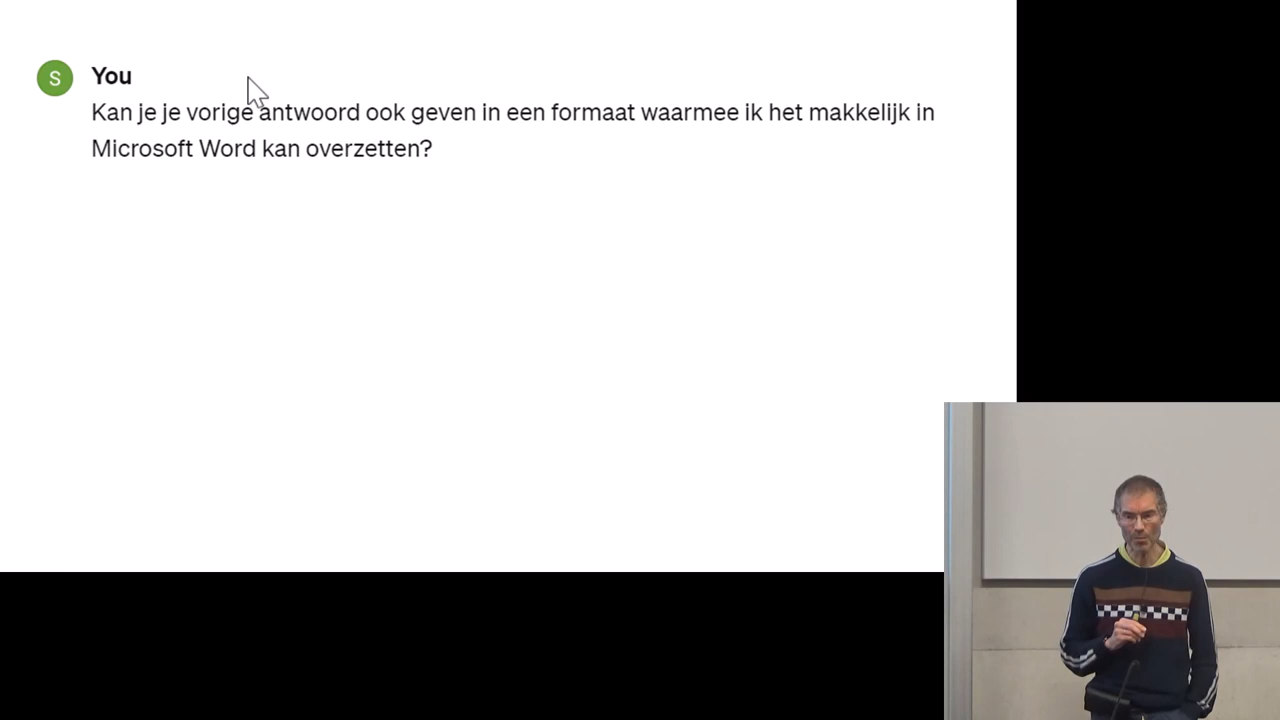 S
You
Kan je je vorige antwoord ook geven in een formaat waarmee ik het makkelijk in
Microsoft Word kan overzetten?